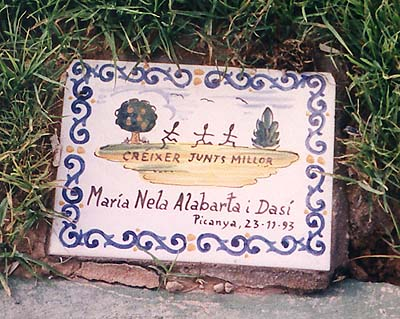 CREIXER JUNTS MILLOR
María Nela Alabarta i Dasí
Picanya, 23-11-93